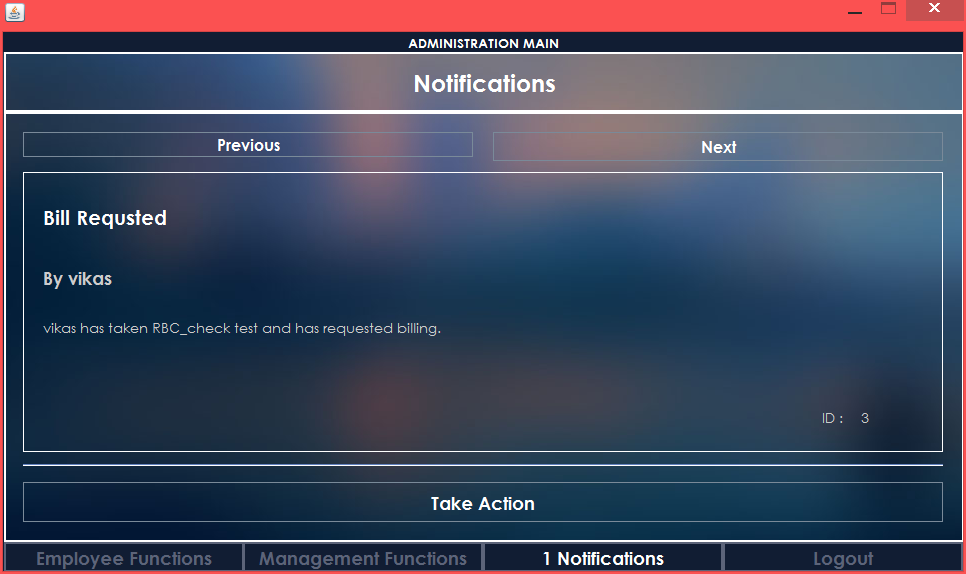 ADMINISTRATION MAIN
Notifications
Previous
Next
Bill Requsted
By vikas
vikas has taken RBC_check test and has requested billing.
ID : 3
Take Action
Employee Functions
Management Functions
1 Notifications
Logout